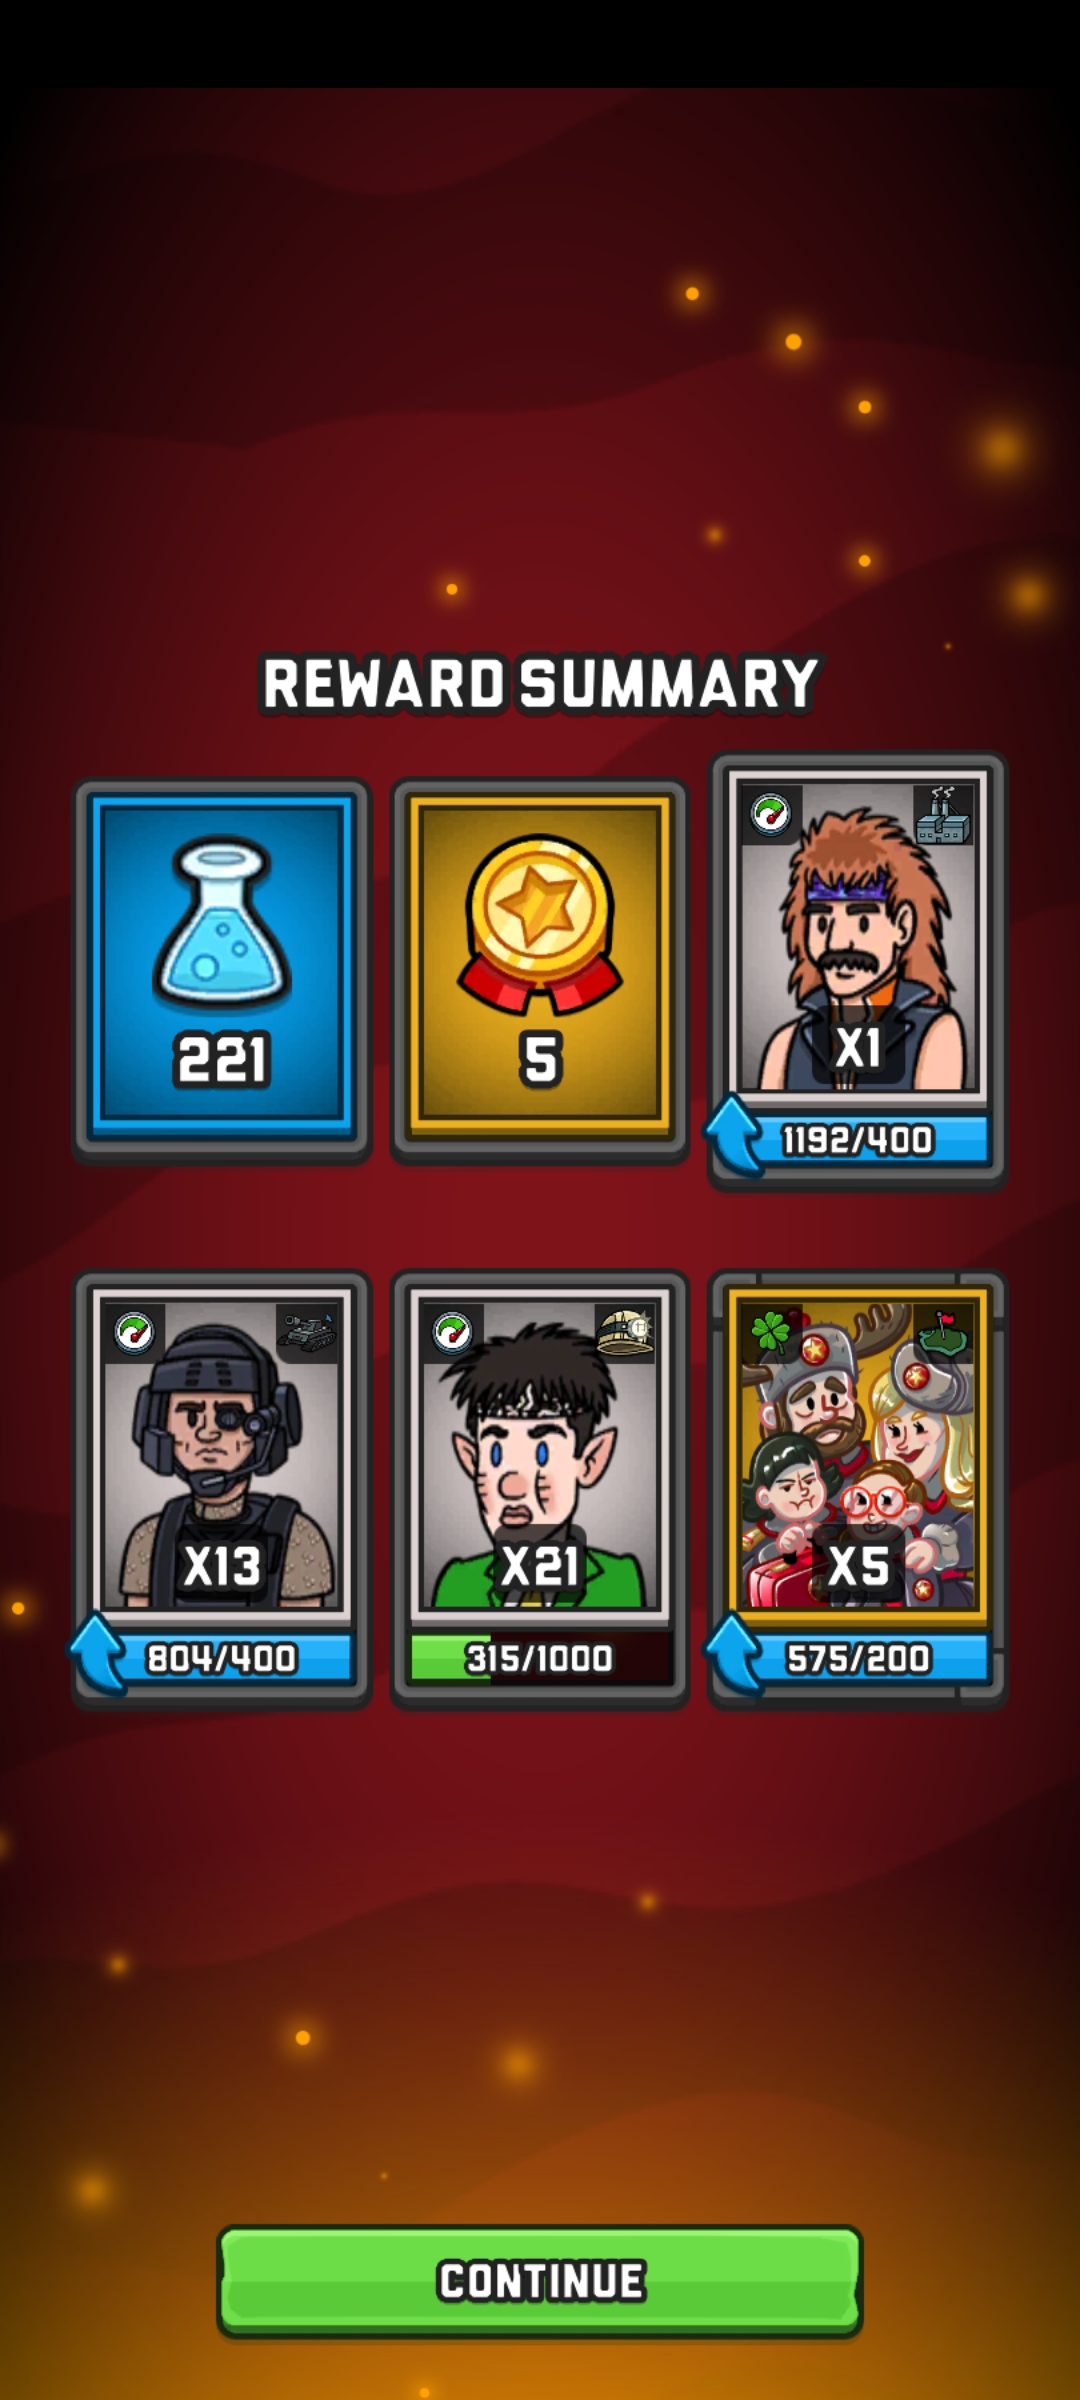 REWARD SUMMARY
221
5
X1
1192/400
X13
804/400
X21
315/1000
X5
575/200
CONTINUE